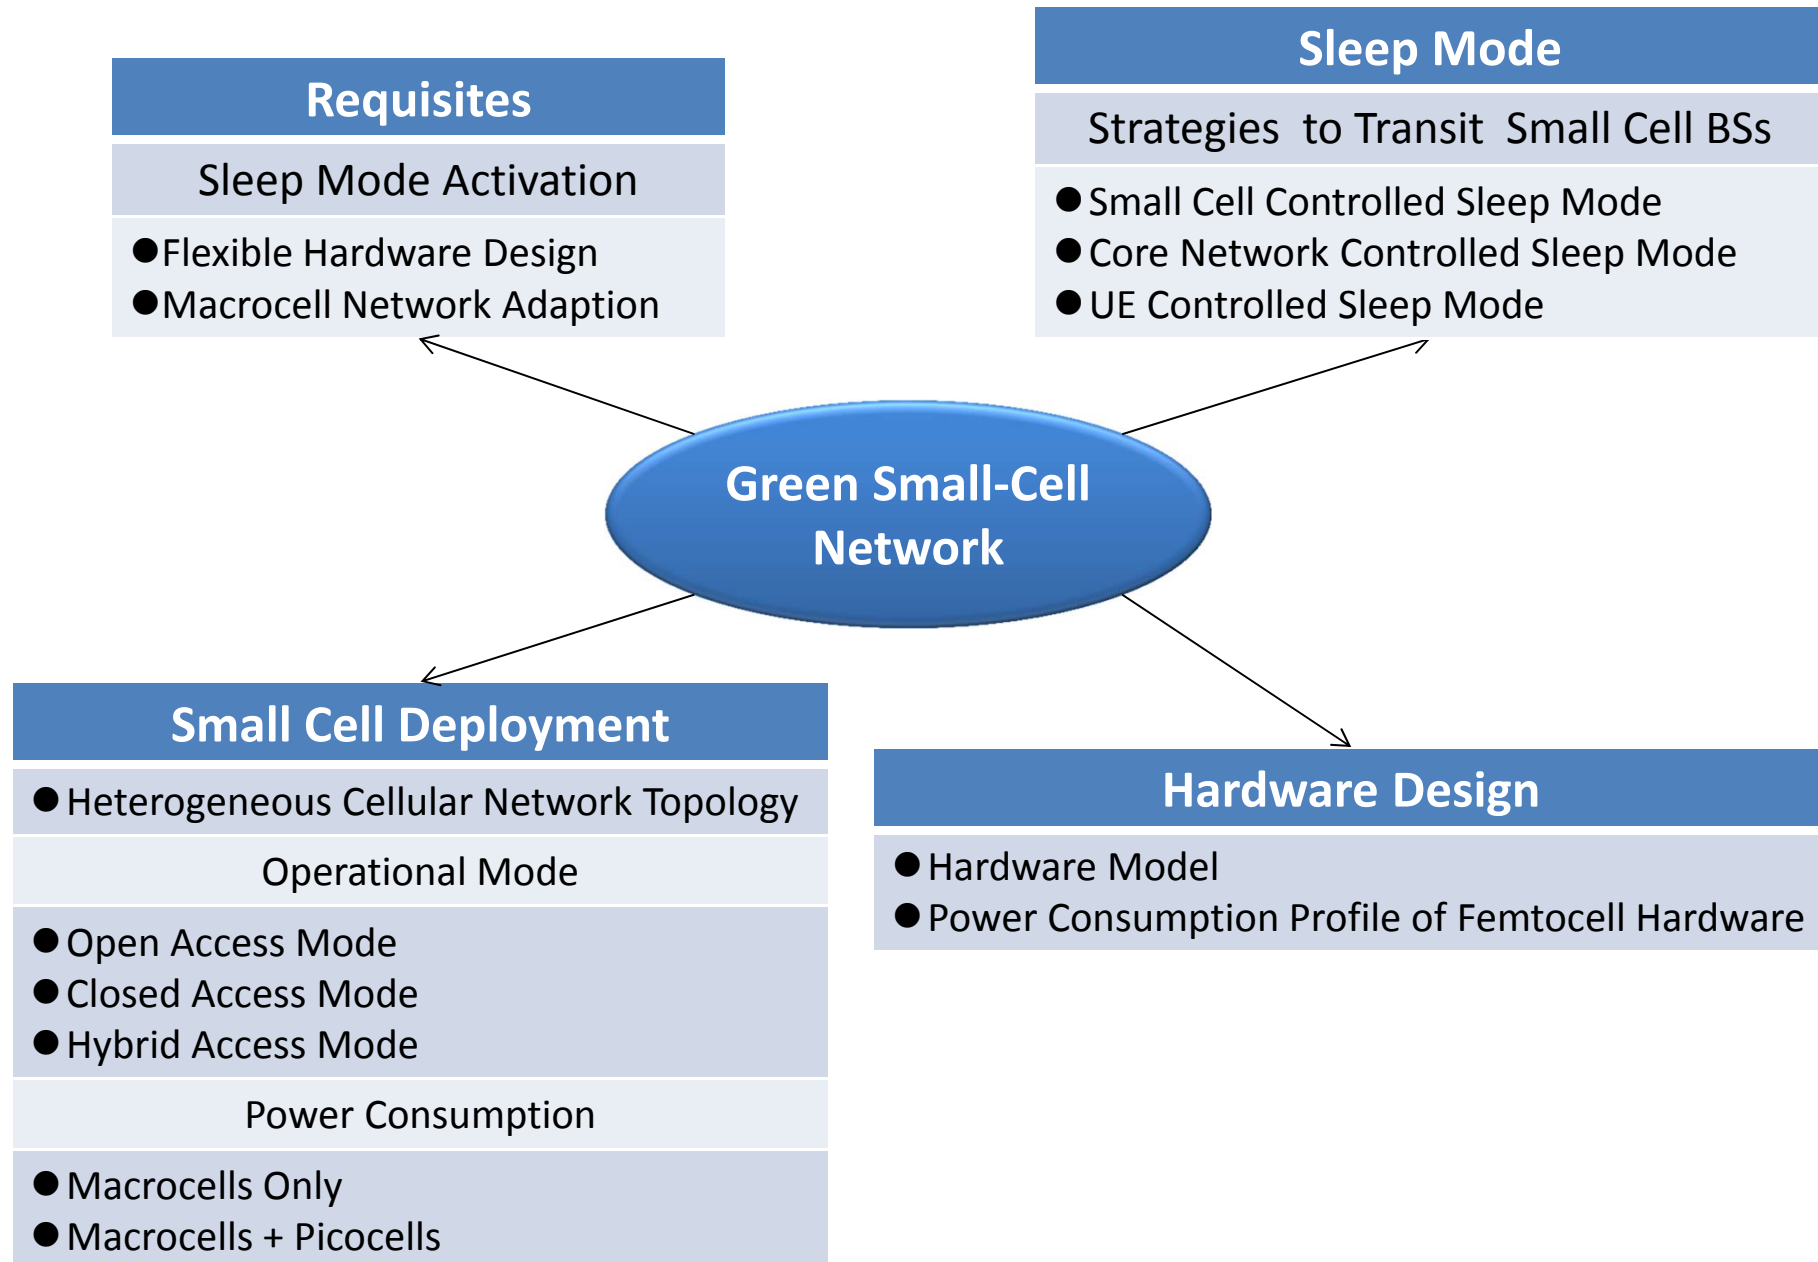 Requisites
Sleep Mode Activation
●Flexible Hardware Design
●Macrocell Network Adaption
Sleep Mode
Strategies to Transit Small Cell BSs
●Small Cell Controlled Sleep Mode
●Core Network Controlled Sleep Mode
●UE Controlled Sleep Mode
Green Small-Cell
Network
Small Cell Deployment
●Heterogeneous Cellular Network Topology
Operational Mode
●Open Access Mode
●Closed Access Mode
●Hybrid Access Mode
Power Consumption
●Macrocells Only
●Macrocells + Picocells
Hardware Design
●Hardware Model
●Power Consumption Profile of Femtocell Hardware